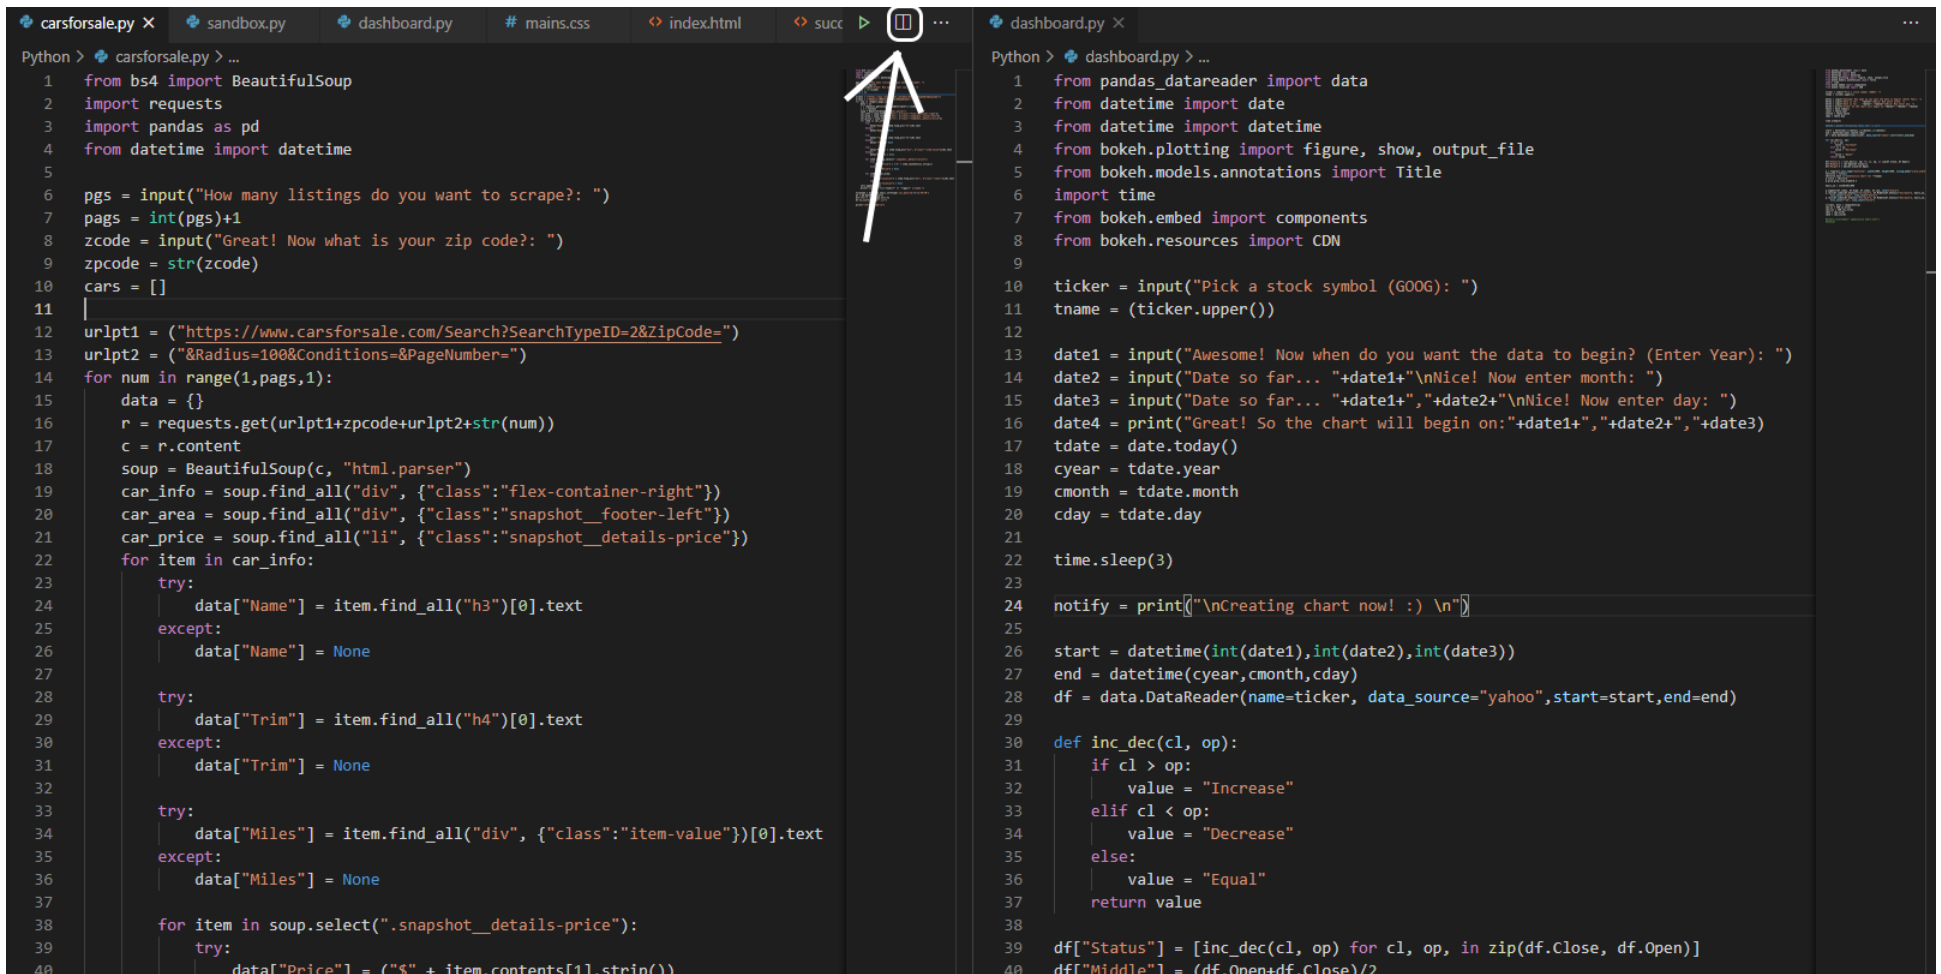 carsforsale.py
sandbox.py
dashboard.py
# mains.css
<> index.html
<> succ
Python > carsforsale.py > ...
1 from bs4 import BeautifulSoup
2 import requests
3 import pandas as pd
4 from datetime import datetime
5
6 pgs = input("How many listings do you want to scrape?: ")
7 pags = int(pgs)+1
8 zcode = input("Great! Now what is your zip code?: ")
9 zpcode = str(zcode)
10 cars = []
11
12 urlpt1 = ("https://www.carsforsale.com/Search?SearchTypeID=2&ZipCode=")
13 urlpt2 = ("&Radius=100&Conditions=&PageNumber=")
14 for num in range(1,pags,1):
15     data = {}
16     r = requests.get(urlpt1+zpcode+urlpt2+str(num))
17     c = r.content
18     soup = BeautifulSoup(c, "html.parser")
19     car_info = soup.find_all("div", {"class":"flex-container-right"})
20     car_area = soup.find_all("div", {"class":"snapshot__footer-left"})
21     car_price = soup.find_all("li", {"class":"snapshot__details-price"})
22     for item in car_info:
23         try:
24             data["Name"] = item.find_all("h3")[0].text
25         except:
26             data["Name"] = None
27
28         try:
29             data["Trim"] = item.find_all("h4")[0].text
30         except:
31             data["Trim"] = None
32
33         try:
34             data["Miles"] = item.find_all("div", {"class":"item-value"})[0].text
35         except:
36             data["Miles"] = None
37
38         for item in soup.select(".snapshot__details-price"):
39             try:
40                 data["Price"] = ("$" + item.contents[1].strip())
dashboard.py
Python > dashboard.py > ...
1 from pandas_datareader import data
2 from datetime import date
3 from datetime import datetime
4 from bokeh.plotting import figure, show, output_file
5 from bokeh.models.annotations import Title
6 import time
7 from bokeh.embed import components
8 from bokeh.resources import CDN
9
10 ticker = input("Pick a stock symbol (GOOG): ")
11 tname = (ticker.upper())
12
13 date1 = input("Awesome! Now when do you want the data to begin? (Enter Year): ")
14 date2 = input("Date so far... "+date1+"\nNice! Now enter month: ")
15 date3 = input("Date so far... "+date1+","+date2+"\nNice! Now enter day: ")
16 date4 = print("Great! So the chart will begin on:"+date1+","+date2+","+date3)
17 tdate = date.today()
18 cyear = tdate.year
19 cmonth = tdate.month
20 cday = tdate.day
21
22 time.sleep(3)
23
24 notify = print("\nCreating chart now! :) \n")
25
26 start = datetime(int(date1),int(date2),int(date3))
27 end = datetime(cyear,cmonth,cday)
28 df = data.DataReader(name=ticker, data_source="yahoo",start=start,end=end)
29
30 def inc_dec(cl, op):
31     if cl > op:
32         value = "Increase"
33     elif cl < op:
34         value = "Decrease"
35     else:
36         value = "Equal"
37     return value
38
39 df["Status"] = [inc_dec(cl, op) for cl, op, in zip(df.Close, df.Open)]
40 df["Middle"] = (df.Open+df.Close)/2